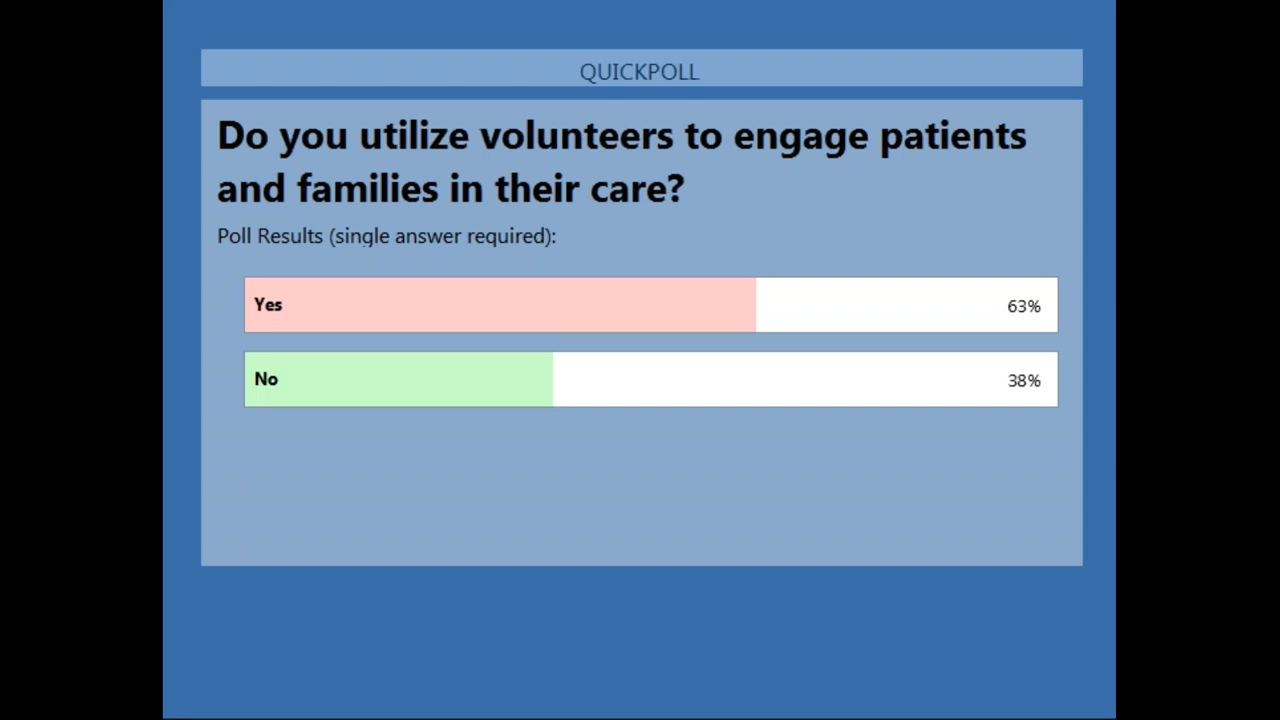 QUICKPOLL
Do you utilize volunteers to engage patients
and families in their care?
Poll Results (single answer required):
Yes 63%
No 38%